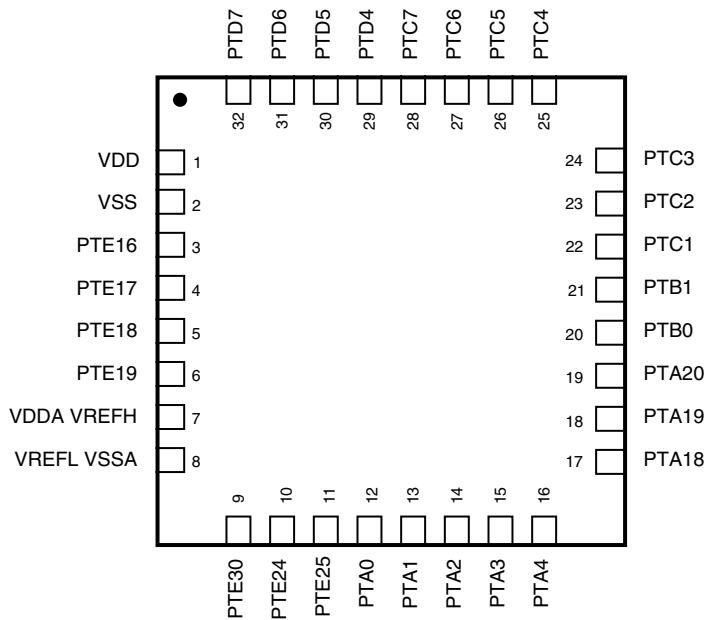 PTD7 PTD6 PTD5 PTD4 PTC7 PTC6 PTC5 PTC4
32 31 30 29 28 27 26 25
VDD 1 24 PTC3
VSS 2 23 PTC2
PTE16 3 22 PTC1
PTE17 4 21 PTB1
PTE18 5 20 PTB0
PTE19 6 19 PTA20
VDDA VREFH 7 18 PTA19
VREFL VSSA 8 17 PTA18
9 10 11 12 13 14 15 16
PTE30 PTE24 PTE25 PTA0 PTA1 PTA2 PTA3 PTA4